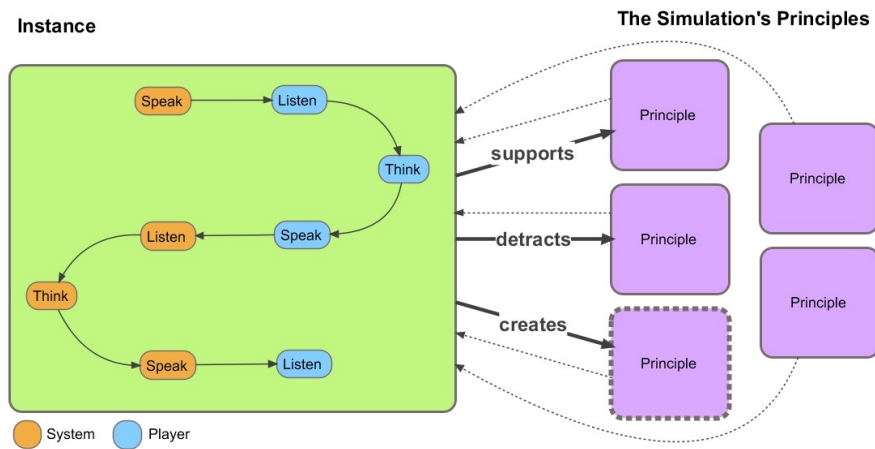 Instance
The Simulation's Principles
Speak
Listen
Think
Speak
Listen
Think
Speak
Listen
supports
detracts
creates
Principle
Principle
Principle
Principle
Principle
System
Player